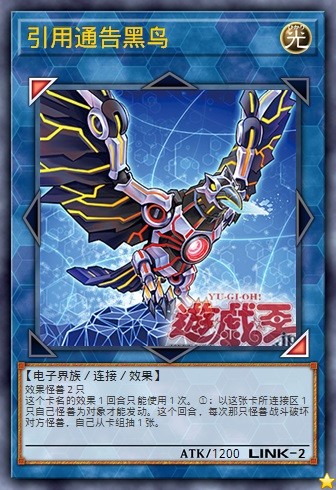 引用通告黑鸟
光
YU-GI-OH!
遊戯王
【电子界族／连接／效果】
效果怪兽２只
这个卡名的效果１回合只能使用１次。①：以这张卡所连接区１
只自己怪兽为对象才能发动。这个回合，每次那只怪兽战斗破坏
对方怪兽，自己从卡组抽１张。
ATK/1200 LINK-2